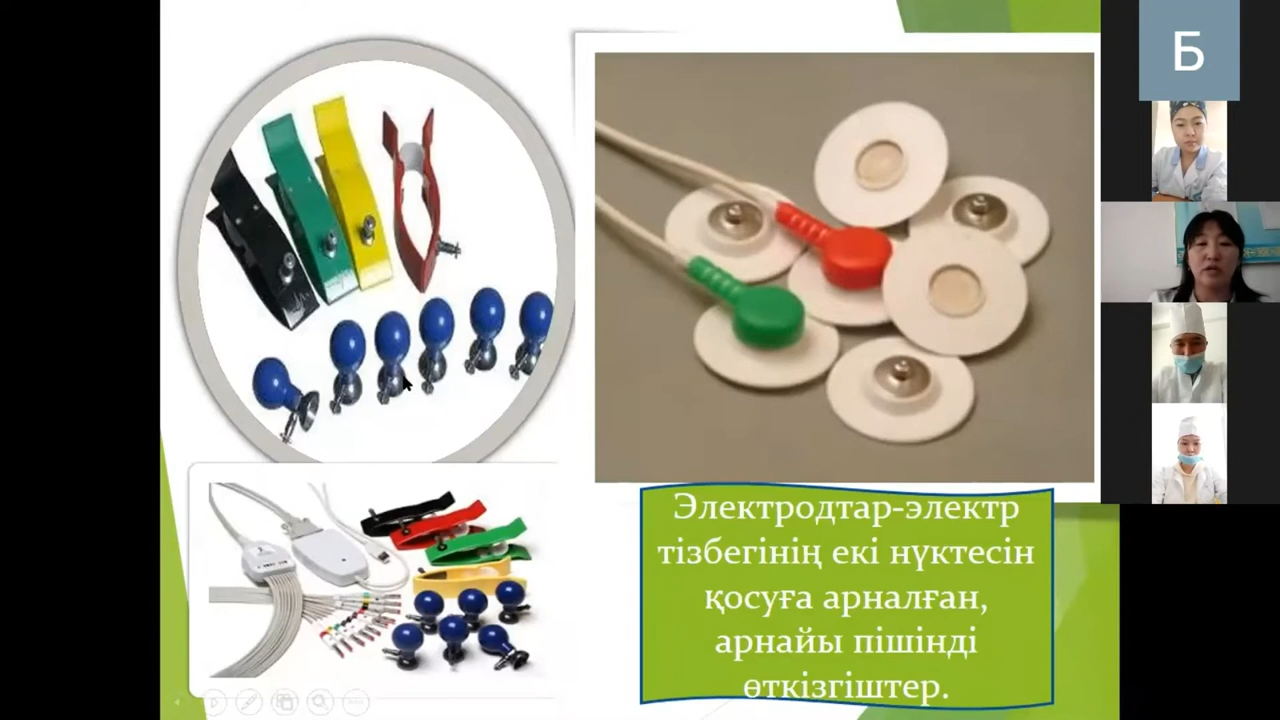 Б
Электродтар-электр
тізбегінің екі нүктесін
қосуға арналған,
арнайы пішінді
өткізгіштер.